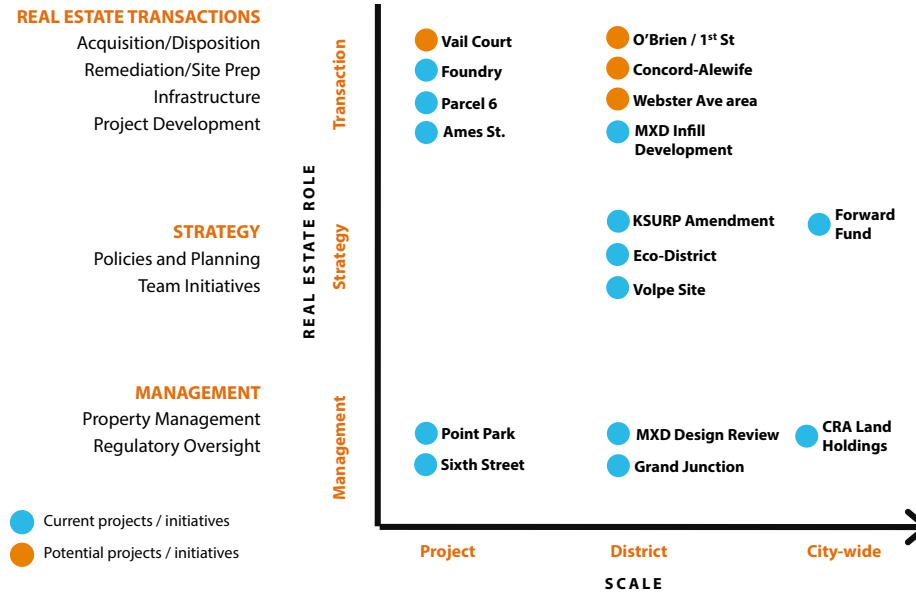 REAL ESTATE TRANSACTIONS
Acquisition/Disposition
Remediation/Site Prep
Infrastructure
Project Development
STRATEGY
Policies and Planning
Team Initiatives
MANAGEMENT
Property Management
Regulatory Oversight
Current projects / initiatives
Potential projects / initiatives
REAL ESTATE ROLE
Transaction
Strategy
Management
Vail Court
Foundry
Parcel 6
Ames St.
O’Brien / 1st St
Concord-Alewife
Webster Ave area
MXD Infill
Development
KSURP Amendment
Eco-District
Volpe Site
Forward
Fund
Point Park
Sixth Street
MXD Design Review
Grand Junction
CRA Land
Holdings
Project
District
City-wide
SCALE